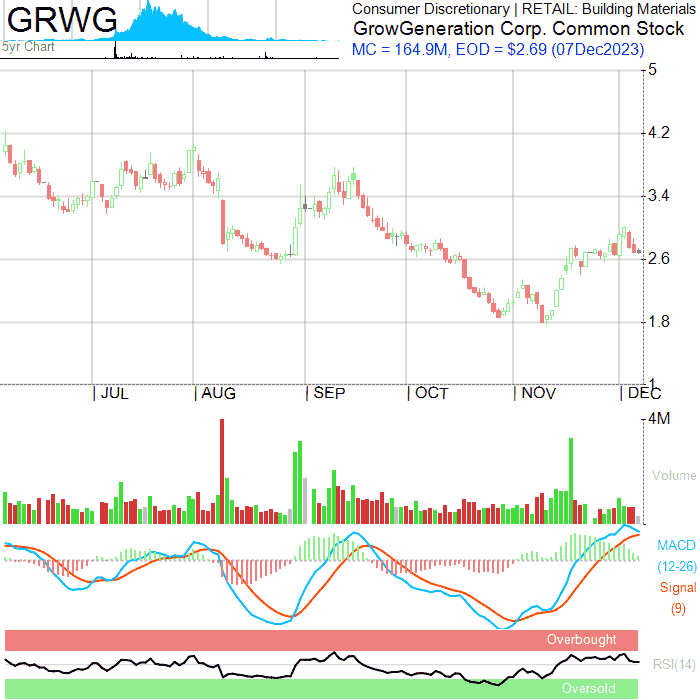 GRWG
5yr Chart
Consumer Discretionary | RETAIL: Building Materials
GrowGeneration Corp. Common Stock
MC = 164.9M, EOD = $2.69 (07Dec2023)
5
4.2
3.4
2.6
1.8
1
| JUL | AUG | SEP | OCT | NOV | DEC
4M
Volume
MACD
(12-26)
Signal
(9)
Overbought
RSI(14)
Oversold